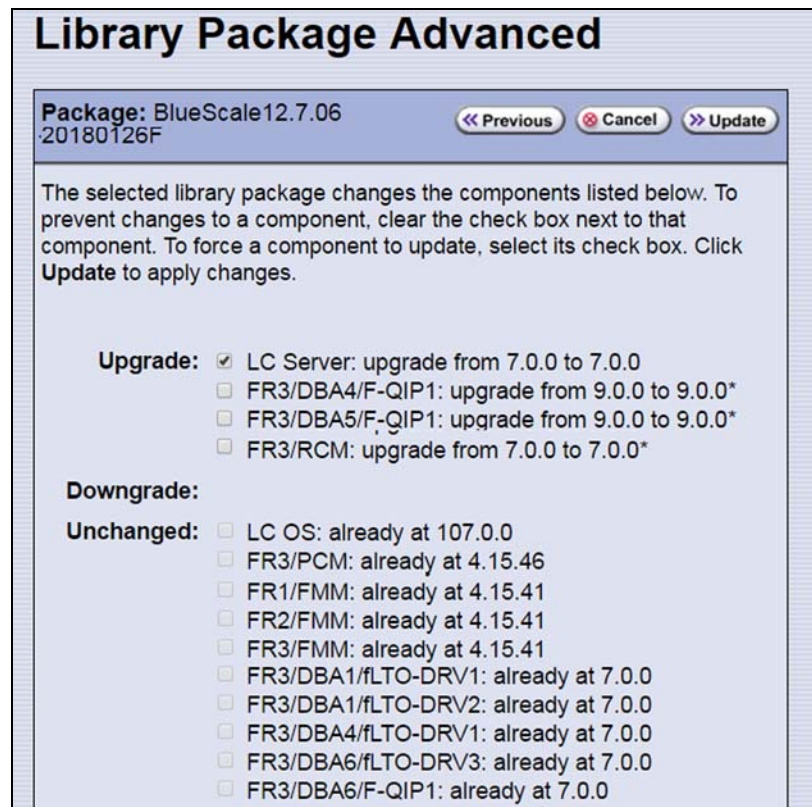 Library Package Advanced
Package: BlueScale12.7.06
-20180126F
Previous
Cancel
Update
The selected library package changes the components listed below. To
prevent changes to a component, clear the check box next to that
component. To force a component to update, select its check box. Click
Update to apply changes.
Upgrade: LC Server: upgrade from 7.0.0 to 7.0.0
FR3/DBA4/F-QIP1: upgrade from 9.0.0 to 9.0.0*
FR3/DBA5/F-QIP1: upgrade from 9.0.0 to 9.0.0*
FR3/RCM: upgrade from 7.0.0 to 7.0.0*
Downgrade:
Unchanged: LC OS: already at 107.0.0
FR3/PCM: already at 4.15.46
FR1/FMM: already at 4.15.41
FR2/FMM: already at 4.15.41
FR3/FMM: already at 4.15.41
FR3/DBA1/fLTO-DRV1: already at 7.0.0
FR3/DBA1/fLTO-DRV2: already at 7.0.0
FR3/DBA4/fLTO-DRV1: already at 7.0.0
FR3/DBA6/fLTO-DRV3: already at 7.0.0
FR3/DBA6/F-QIP1: already at 7.0.0